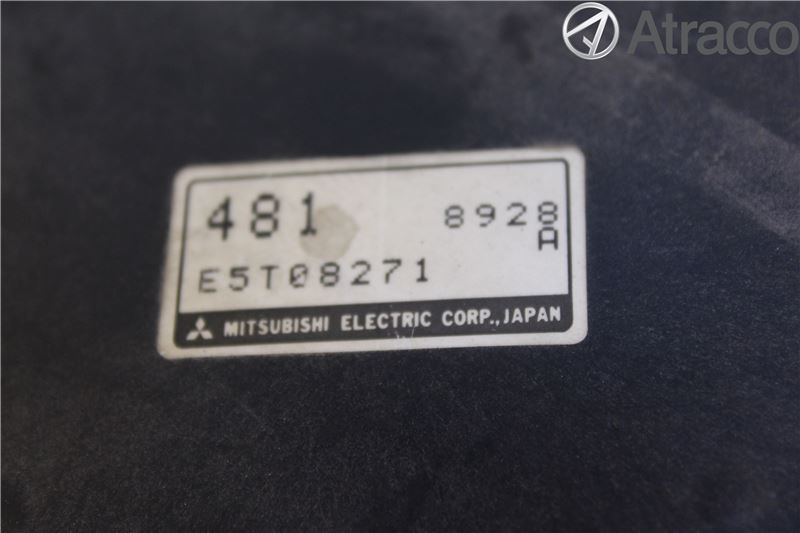 Atracco
481 8928
A
E5T08271
MITSUBISHI ELECTRIC CORP., JAPAN